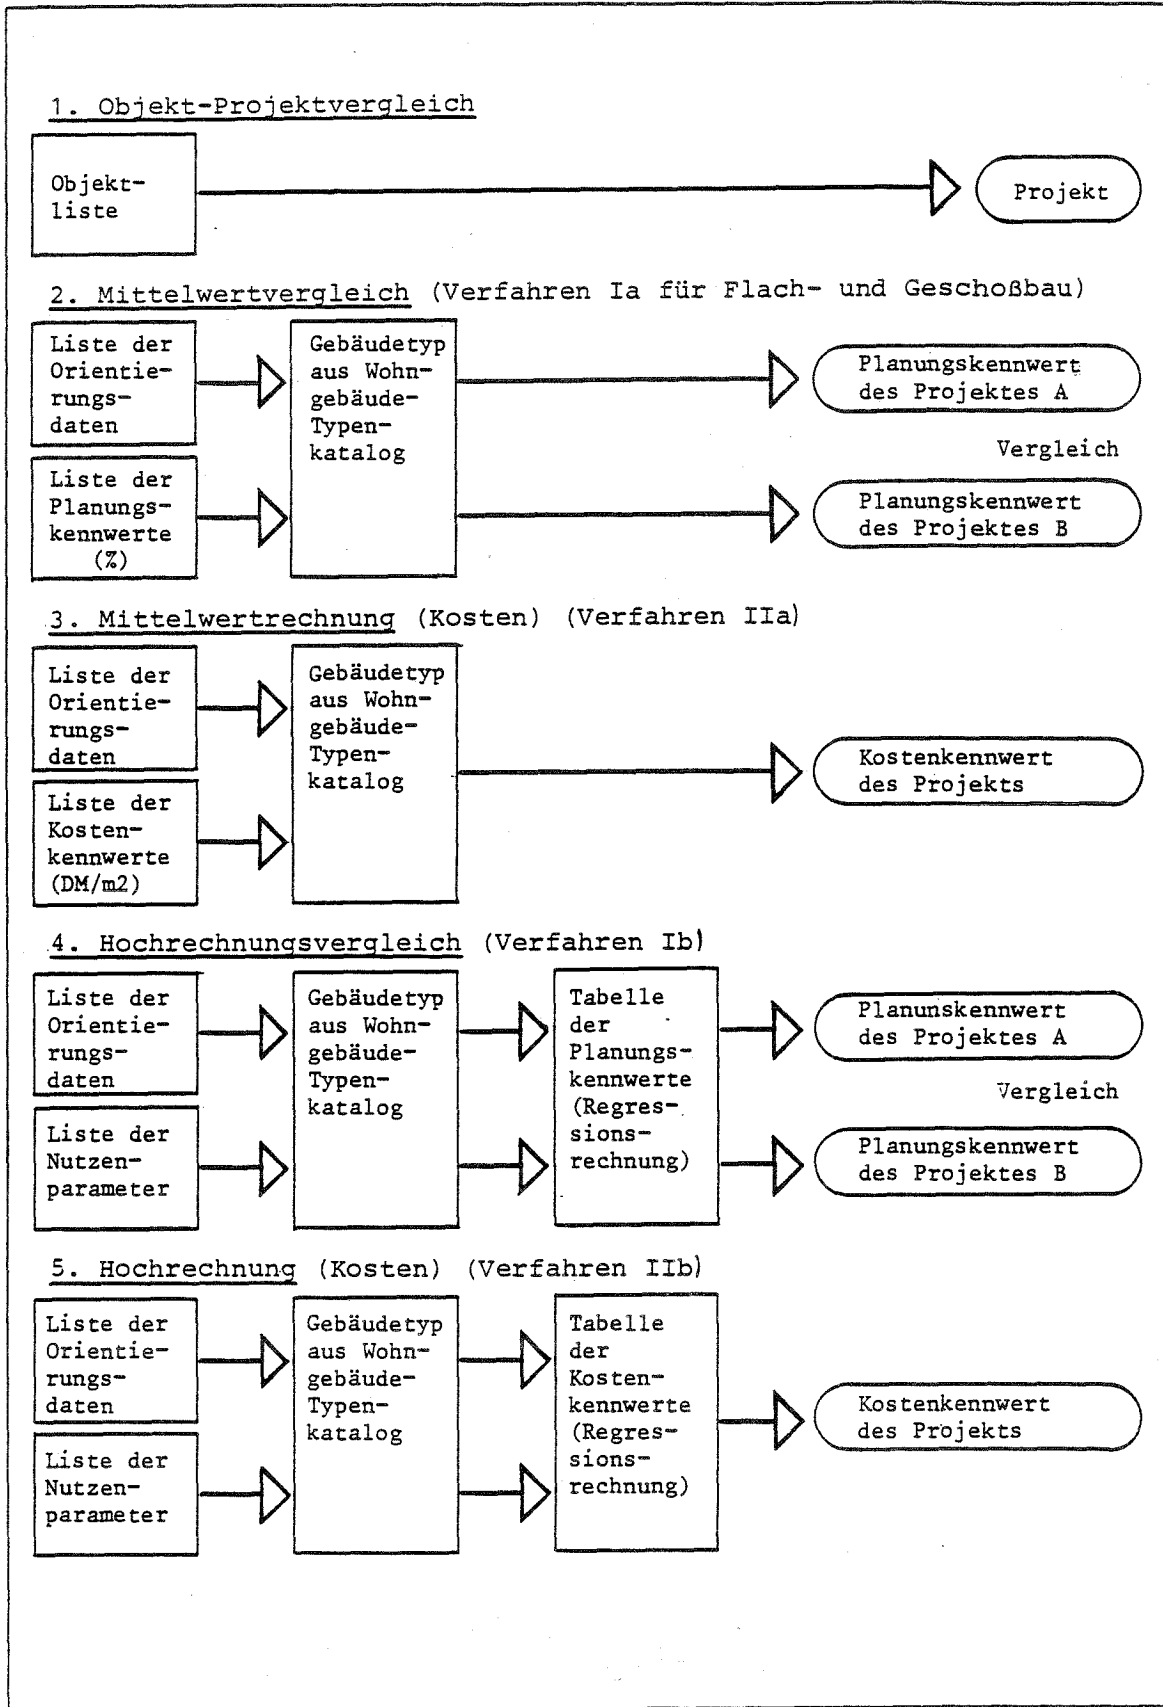 1. Objekt-Projektvergleich
Objekt-
liste
Projekt
2. Mittelwertvergleich (Verfahren Ia für Flach- und Geschoßbau)
Liste der
Orientie-
rungs-
daten
Liste der
Planungs-
kennwerte
(%)
Gebäudetyp
aus Wohn-
gebäude-
Typen-
katalog
Planungskennwert
des Projektes A
Vergleich
Planungskennwert
des Projektes B
3. Mittelwertrechnung (Kosten) (Verfahren IIa)
Liste der
Orientie-
rungs-
daten
Liste der
Kosten-
kennwerte
(DM/m2)
Gebäudetyp
aus Wohn-
gebäude-
Typen-
katalog
Kostenkennwert
des Projekts
4. Hochrechnungsvergleich (Verfahren Ib)
Liste der
Orientie-
rungs-
daten
Liste der
Nutzen-
parameter
Gebäudetyp
aus Wohn-
gebäude-
Typen-
katalog
Tabelle
der
Planungs-
kennwerte
(Regres-
sions-
rechnung)
Planunskennwert
des Projektes A
Vergleich
Planungskennwert
des Projektes B
5. Hochrechnung (Kosten) (Verfahren IIb)
Liste der
Orientie-
rungs-
daten
Liste der
Nutzen-
parameter
Gebäudetyp
aus Wohn-
gebäude-
Typen-
katalog
Tabelle
der
Kosten-
kennwerte
(Regres-
sions-
rechnung)
Kostenkennwert
des Projekts